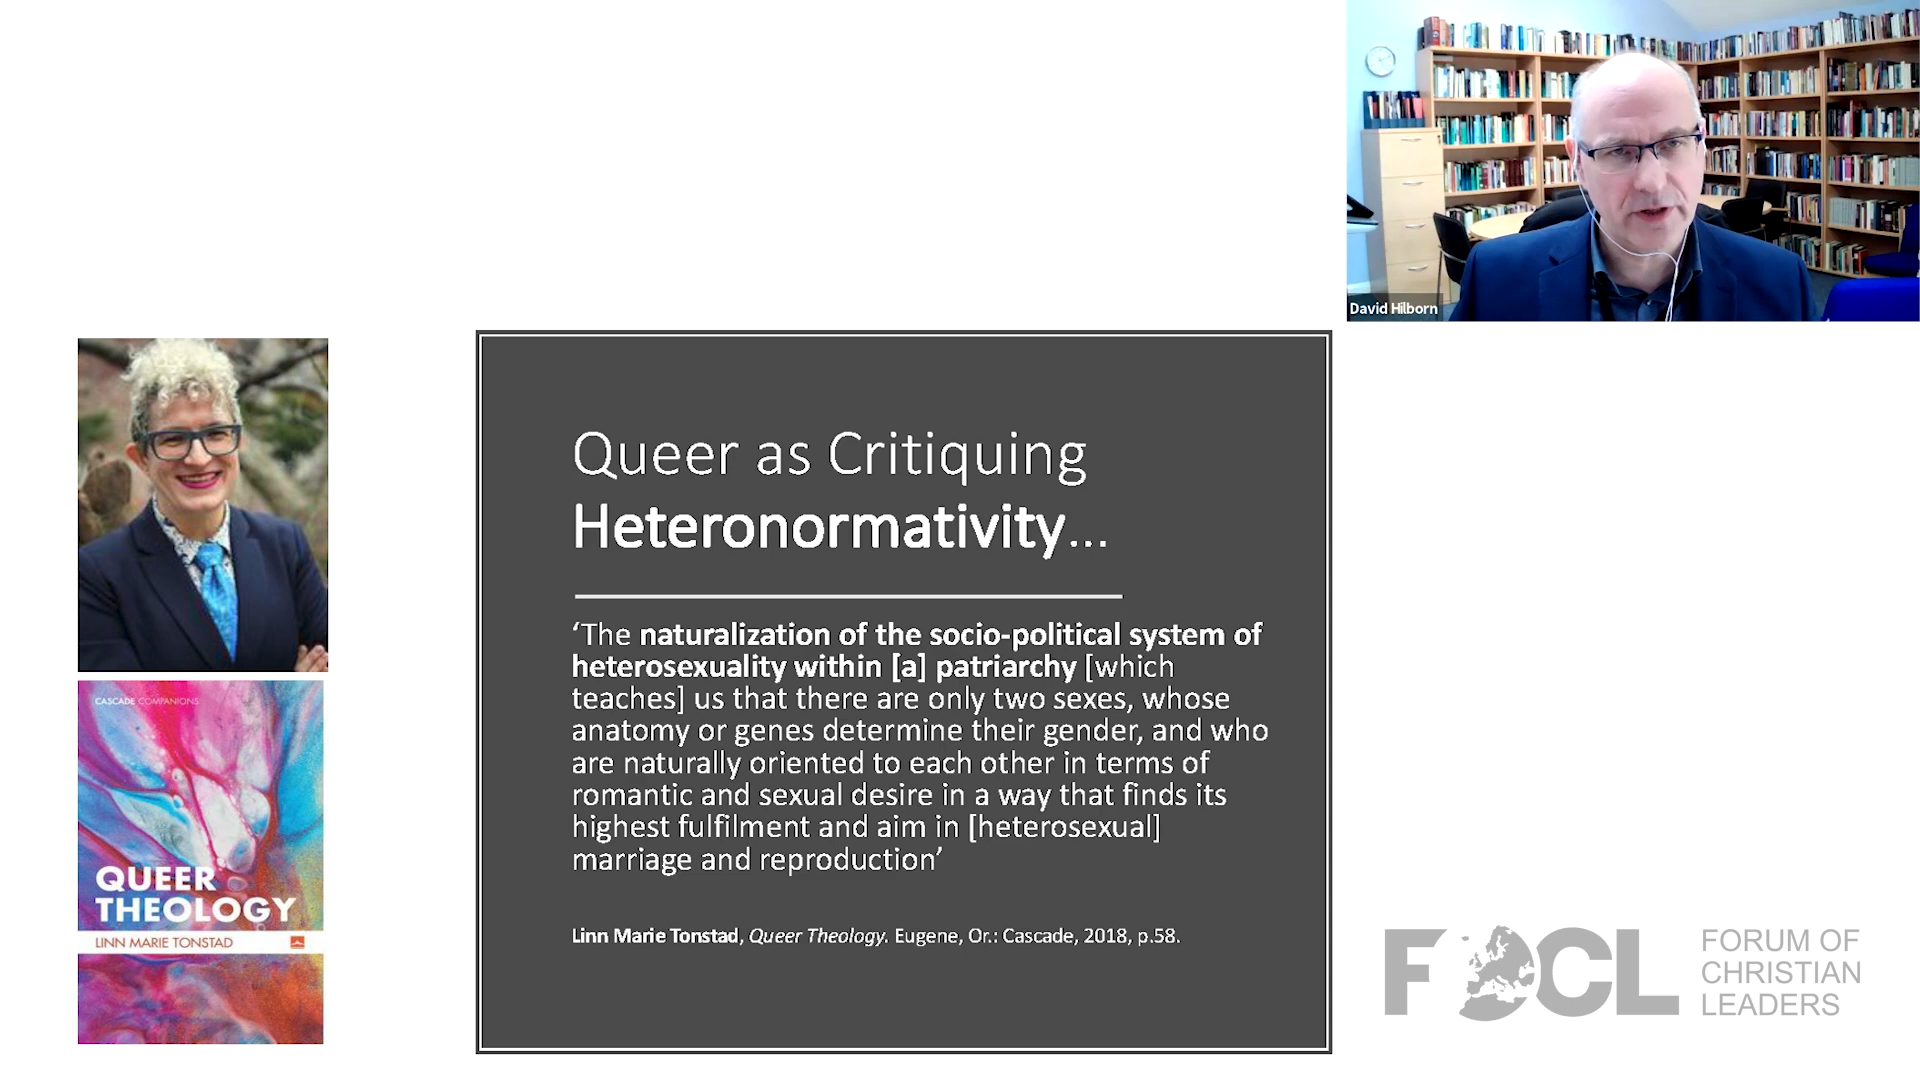 David Hilborn
Queer as Critiquing
Heteronormativity...
‘The naturalization of the socio-political system of
heterosexuality within [a] patriarchy [which
teaches] us that there are only two sexes, whose
anatomy or genes determine their gender, and who
are naturally oriented to each other in terms of
romantic and sexual desire in a way that finds its
highest fulfilment and aim in [heterosexual]
marriage and reproduction’
Linn Marie Tonstad, Queer Theology. Eugene, Or.: Cascade, 2018, p.58.
CASCADE COMPANIONS
QUEER
THEOLOGY
LINN MARIE TONSTAD
FOCL
FORUM OF
CHRISTIAN
LEADERS